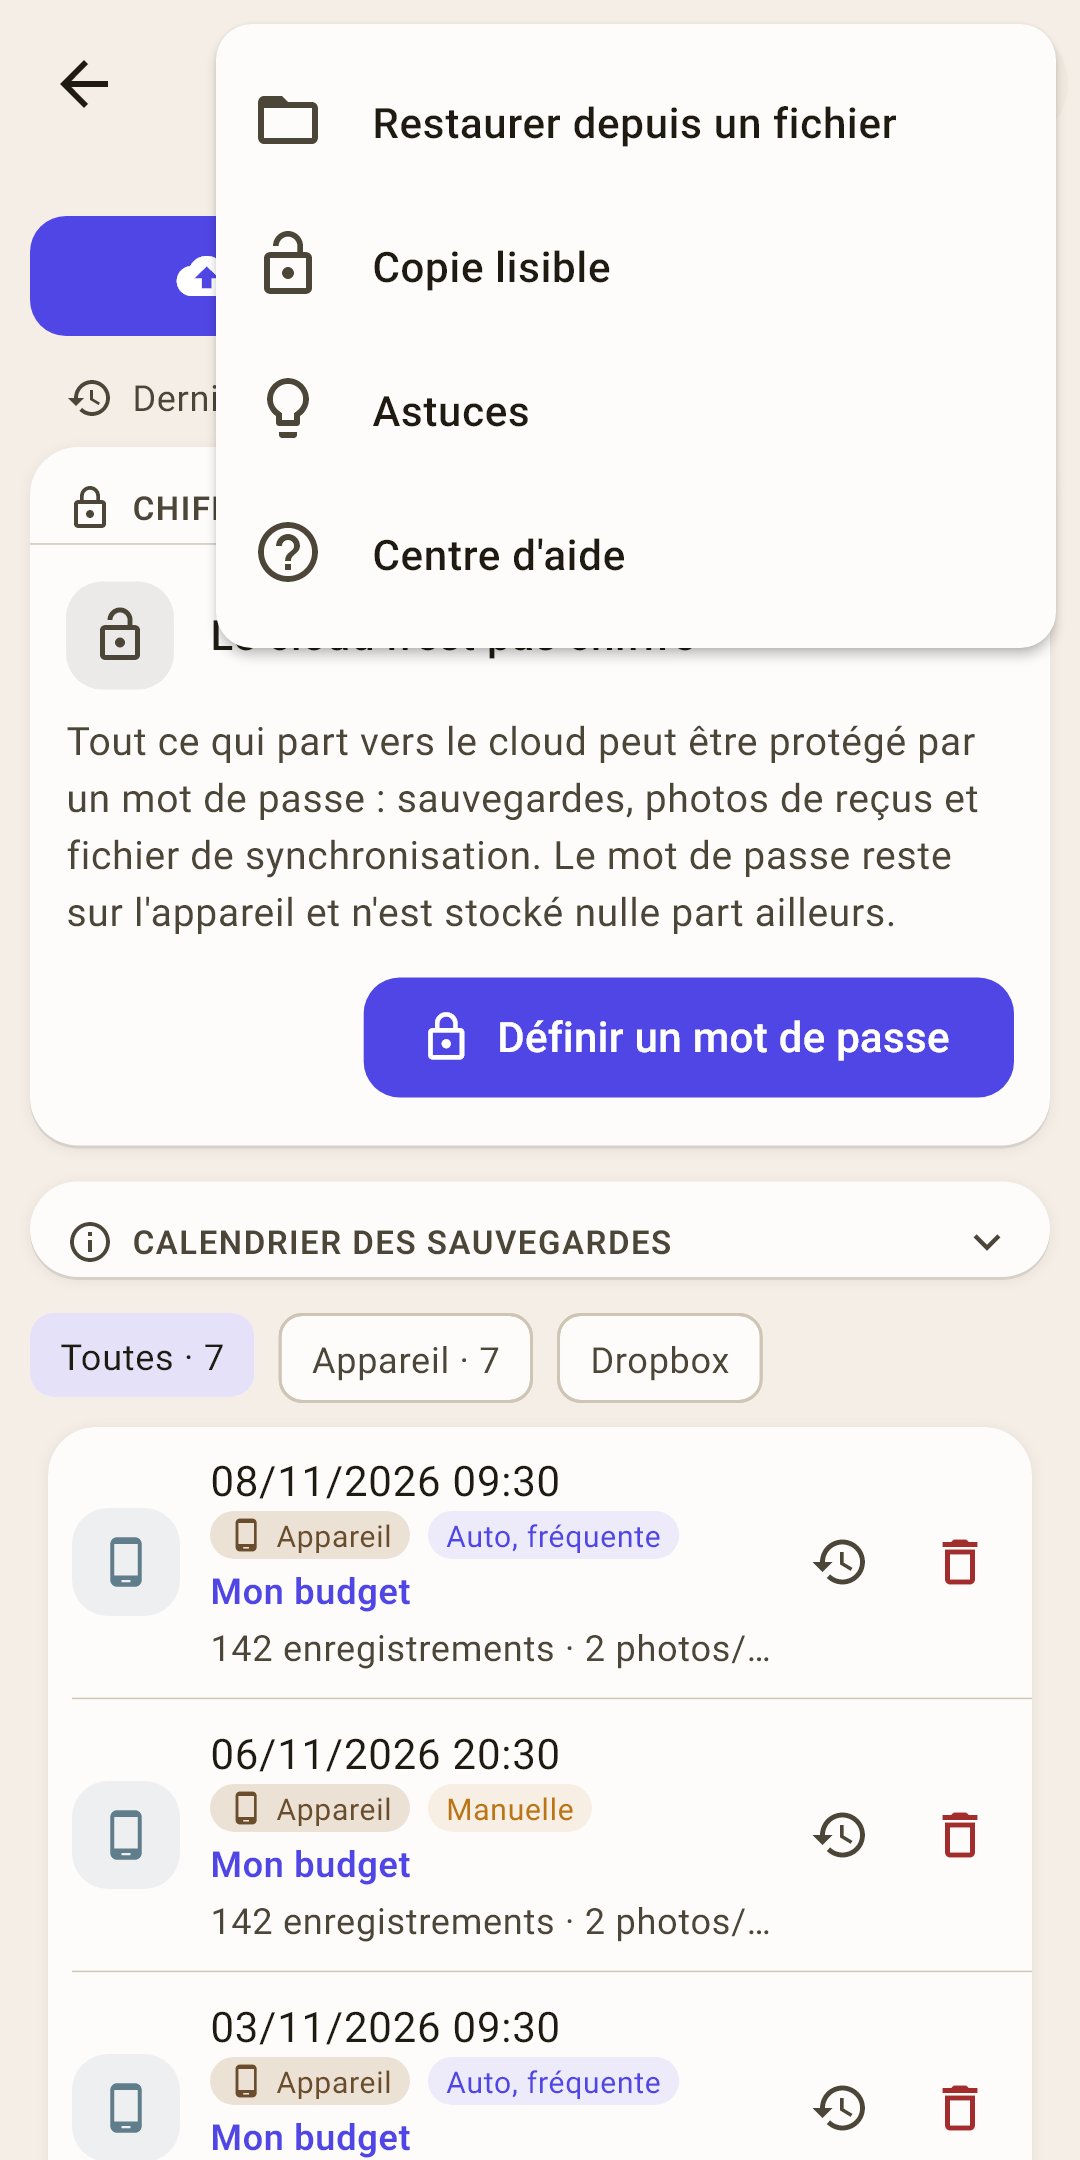 Restaurer depuis un fichier
Copie lisible
Astuces
Centre d'aide
Tout ce qui part vers le cloud peut être protégé par
un mot de passe : sauvegardes, photos de reçus et
fichier de synchronisation. Le mot de passe reste
sur l'appareil et n'est stocké nulle part ailleurs.
Définir un mot de passe
CALENDRIER DES SAUVEGARDES
Toutes · 7 Appareil · 7 Dropbox
08/11/2026 09:30
Appareil Auto, fréquente
Mon budget
142 enregistrements · 2 photos/…
06/11/2026 20:30
Appareil Manuelle
Mon budget
142 enregistrements · 2 photos/…
03/11/2026 09:30
Appareil Auto, fréquente
Mon budget